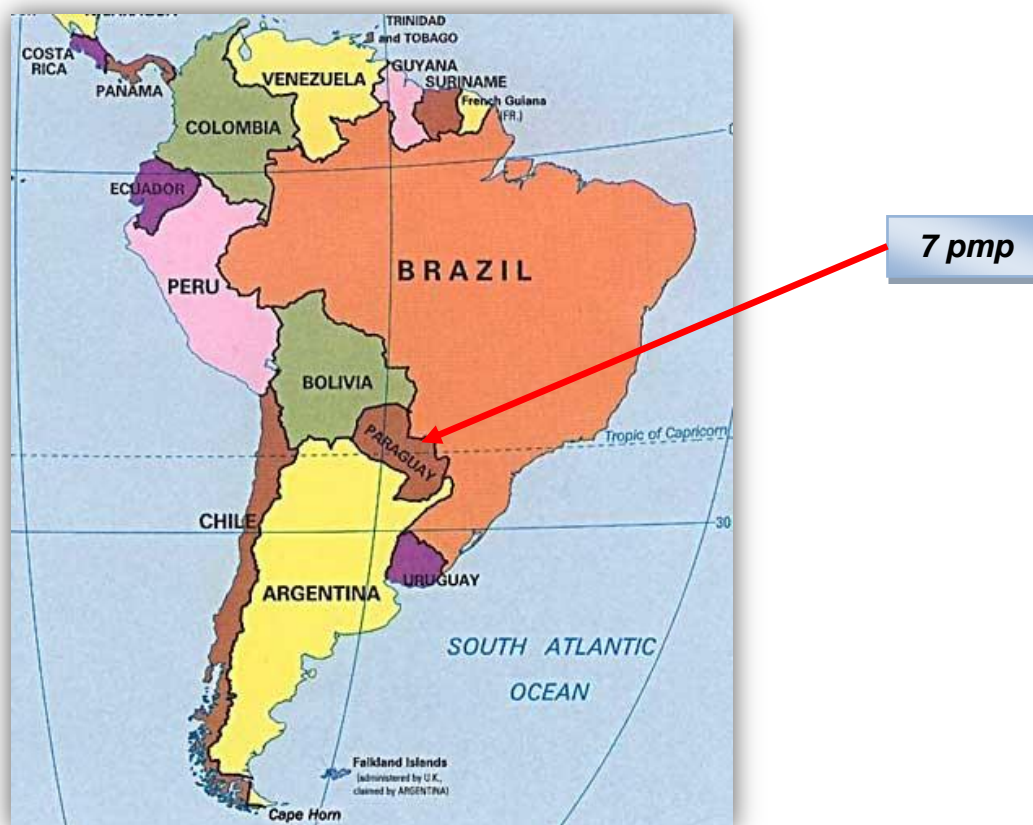 TRINIDAD
and TOBAGO
COSTA
RICA
PANAMA
VENEZUELA
GUYANA
SURINAME
French Guiana
(FR.)
COLOMBIA
ECUADOR
7 pmp
BRAZIL
PERU
BOLIVIA
PARAGUAY
Tropic of Capricorn
CHILE
30
URUGUAY
ARGENTINA
SOUTH ATLANTIC
OCEAN
Falkland Islands
(administered by U.K.,
claimed by ARGENTINA)
Cape Horn